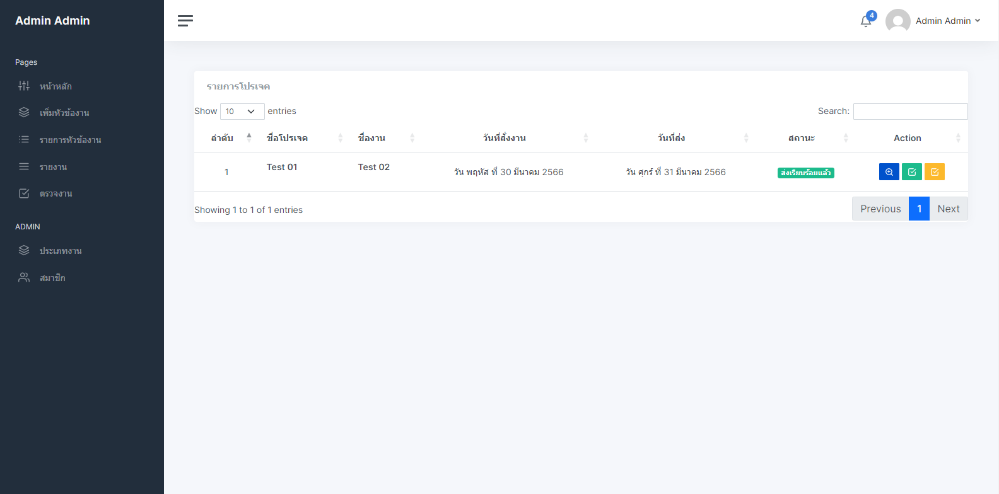 Admin Admin
4
Admin Admin
Pages
หน้าหลัก
เพิ่มหัวข้องาน
รายการหัวข้องาน
รายงาน
ตรวจงาน
ADMIN
ประเภทงาน
สมาชิก
รายการโปรเจค
Show 10 entries
Search:
ลำดับ ชื่อโปรเจค ชื่องาน วันที่สั่งงาน วันที่ส่ง สถานะ Action
1 Test 01 Test 02 วัน พฤหัส ที่ 30 มีนาคม 2566 วัน ศุกร์ ที่ 31 มีนาคม 2566 ส่งเรียบร้อยแล้ว
Showing 1 to 1 of 1 entries
Previous 1 Next